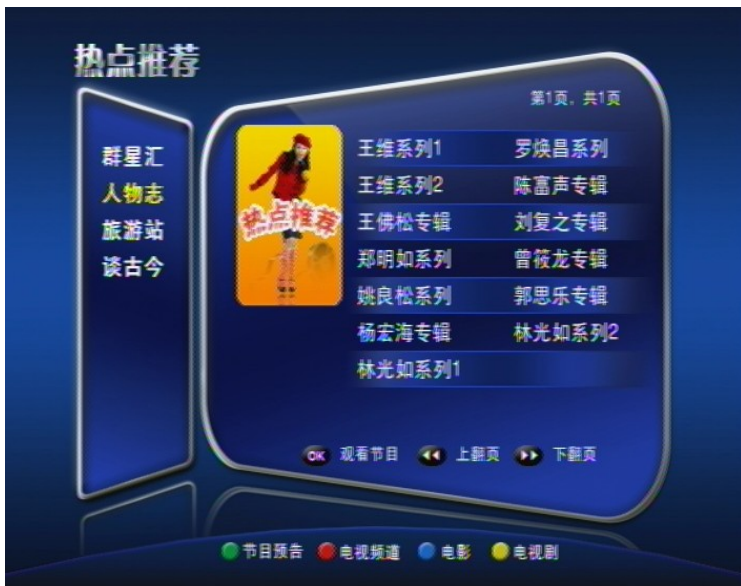 热点推荐
第1页，共1页
群星汇
人物志
旅游站
谈古今
热点推荐
王维系列1 罗焕昌系列
王维系列2 陈富声专辑
王佛松专辑 刘复之专辑
郑明如系列 曾筱龙专辑
姚良松系列 郭思乐专辑
杨宏海专辑 林光如系列2
林光如系列1
OK 观看节目 上翻页 下翻页
节目预告 电视频道 电影 电视剧